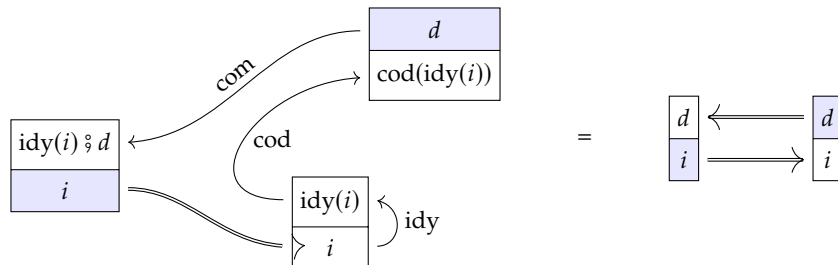 d
com
cod(idy(i))
idy(i) ⨟ d
cod
=
d
d
i
i
i
idy(i)
idy
i